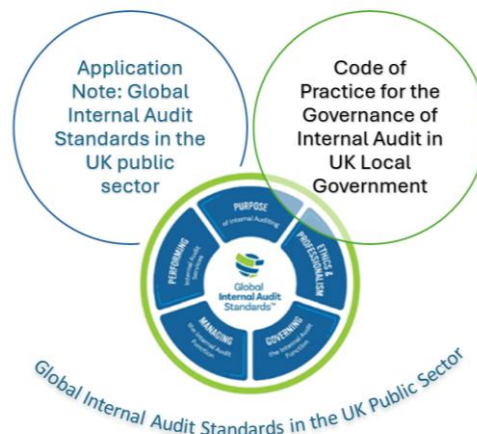 Application
Note: Global
Internal Audit
Standards in the
UK public
sector
Code of
Practice for the
Governance of
Internal Audit in
UK Local
Government
PURPOSE
of Internal Auditing
ETHICS &
PROFESSIONALISM
GOVERNING
the Internal Audit
Function
MANAGING
the Internal Audit
Function
PERFORMING
Internal Audit
Services
Global
Internal Audit
Standards™
Global Internal Audit Standards in the UK Public Sector